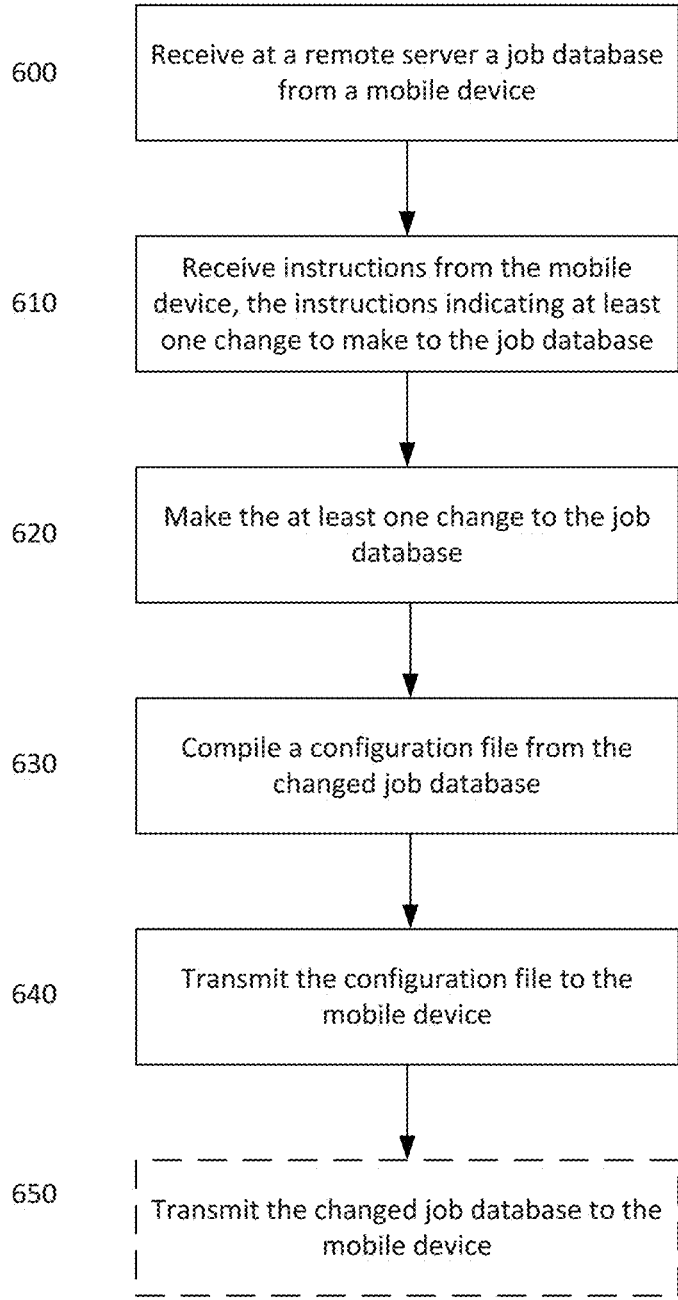 600
Receive at a remote server a job database
from a mobile device
610
Receive instructions from the mobile
device, the instructions indicating at least
one change to make to the job database
620
Make the at least one change to the job
database
630
Compile a configuration file from the
changed job database
640
Transmit the configuration file to the
mobile device
650
Transmit the changed job database to the
mobile device